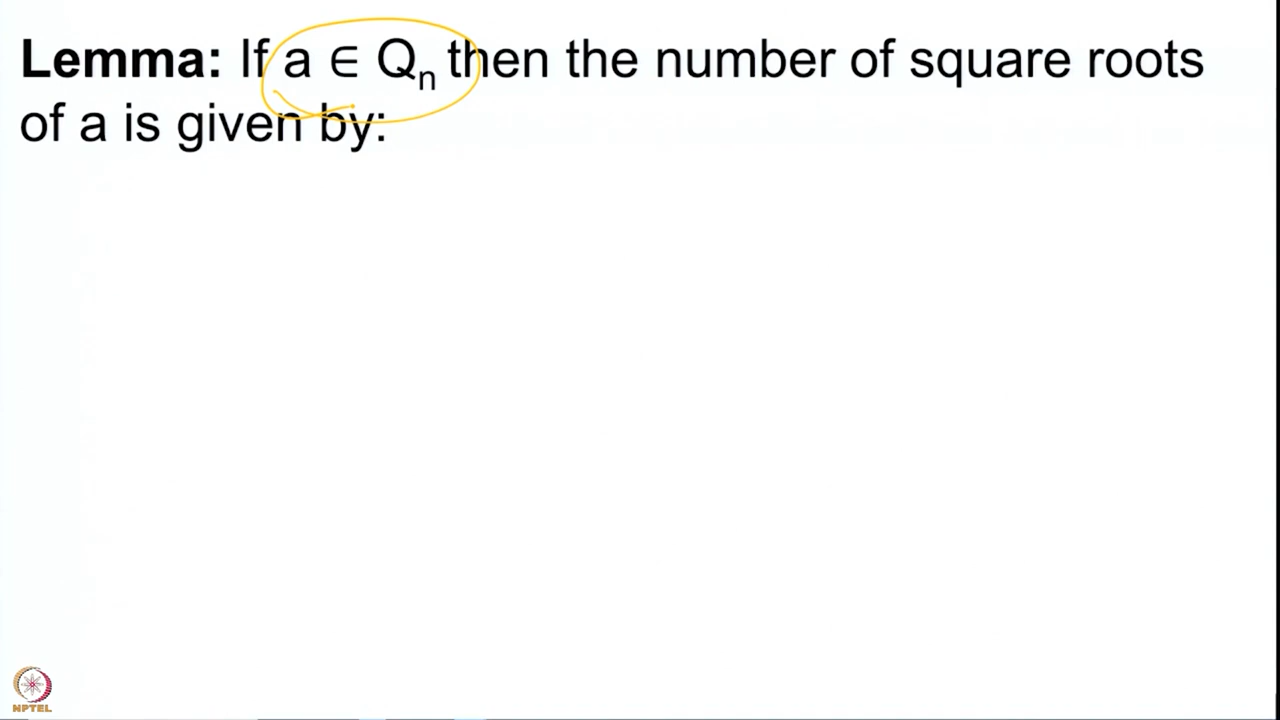 Lemma: If a ∈ Qₙ then the number of square roots
of a is given by:
NPTEL